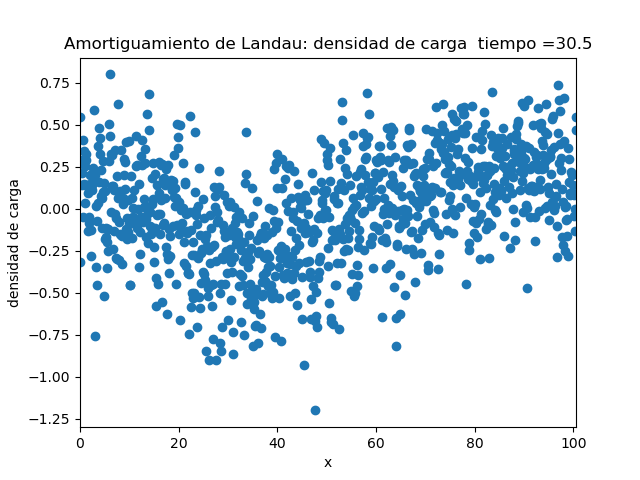 Amortiguamiento de Landau: densidad de carga  tiempo =30.5
0.75
0.50
0.25
0.00
−0.25
−0.50
−0.75
−1.00
−1.25
densidad de carga
0 20 40 60 80 100
x